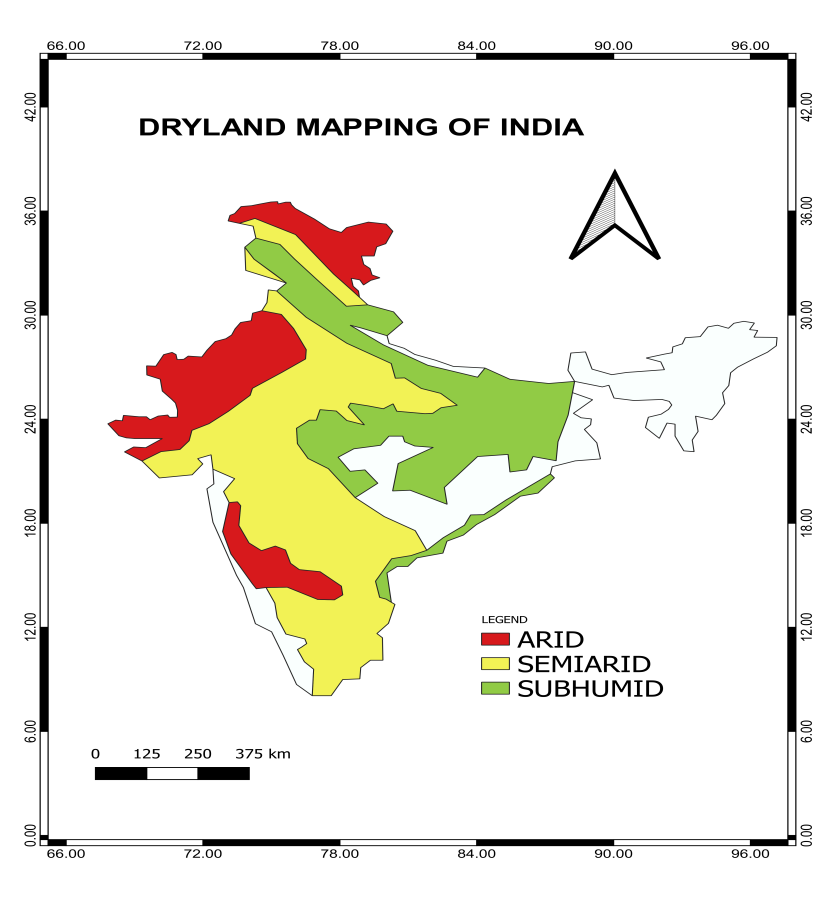 66.00 72.00 78.00 84.00 90.00 96.00
DRYLAND MAPPING OF INDIA
42.00 42.00
36.00 36.00
30.00 30.00
24.00 24.00
18.00 18.00
12.00 12.00
LEGEND
ARID
SEMIARID
SUBHUMID
6.00 6.00
0 125 250 375 km
0.00 0.00
66.00 72.00 78.00 84.00 90.00 96.00